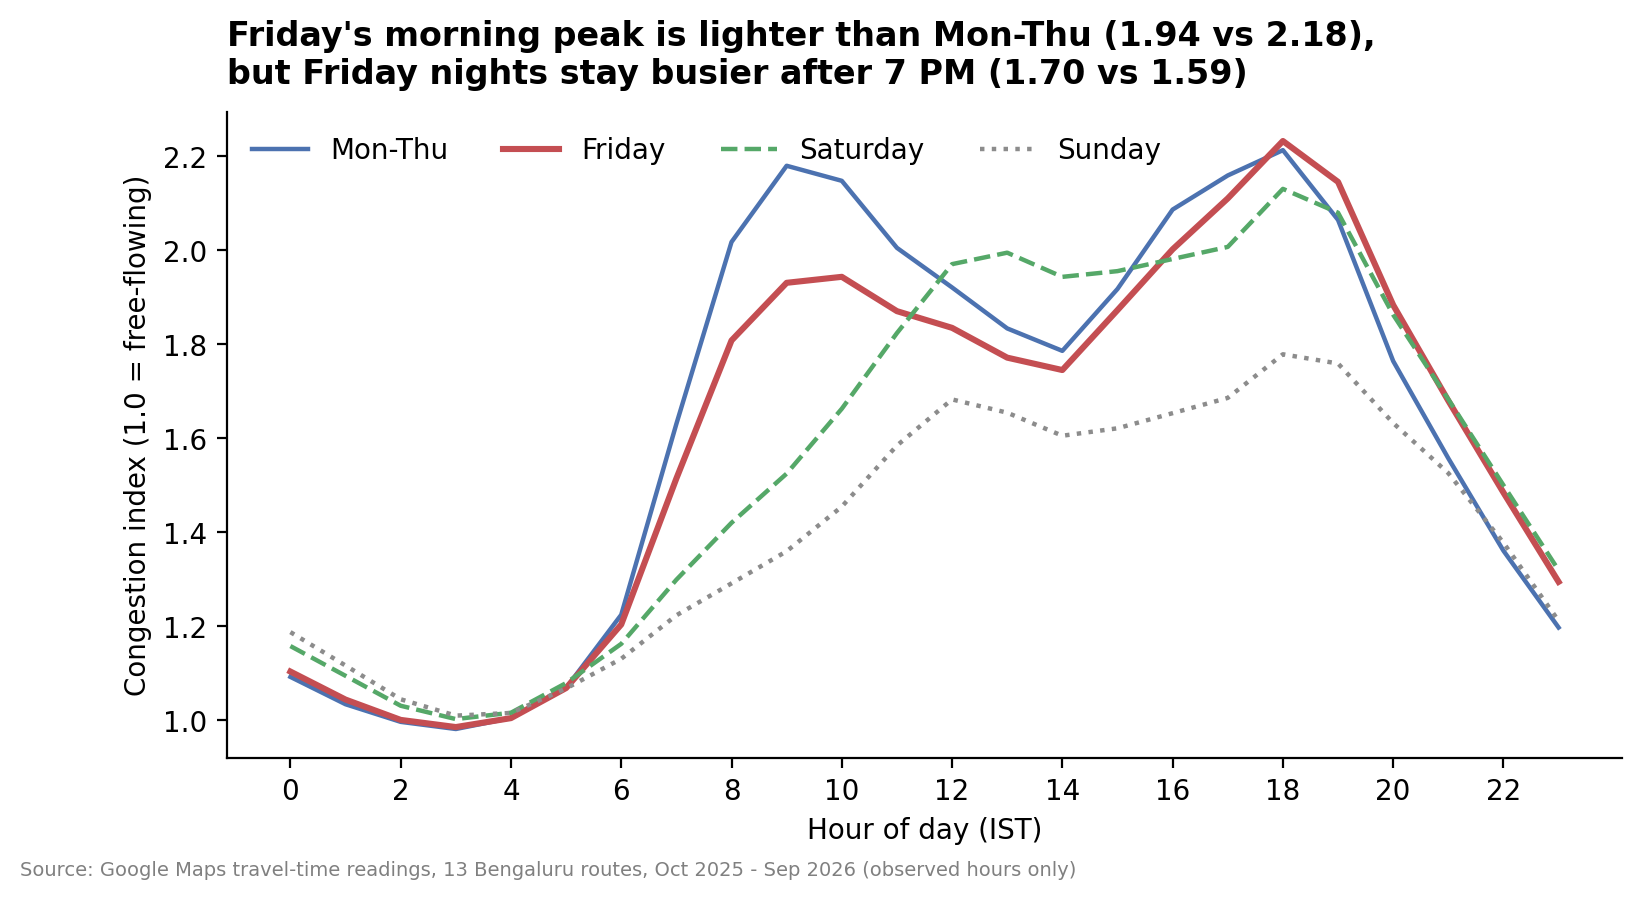 Friday's morning peak is lighter than Mon-Thu (1.94 vs 2.18),
but Friday nights stay busier after 7 PM (1.70 vs 1.59)
Mon-Thu Friday Saturday Sunday
Congestion index (1.0 = free-flowing)
2.2
2.0
1.8
1.6
1.4
1.2
1.0
0 2 4 6 8 10 12 14 16 18 20 22
Hour of day (IST)
Source: Google Maps travel-time readings, 13 Bengaluru routes, Oct 2025 - Sep 2026 (observed hours only)